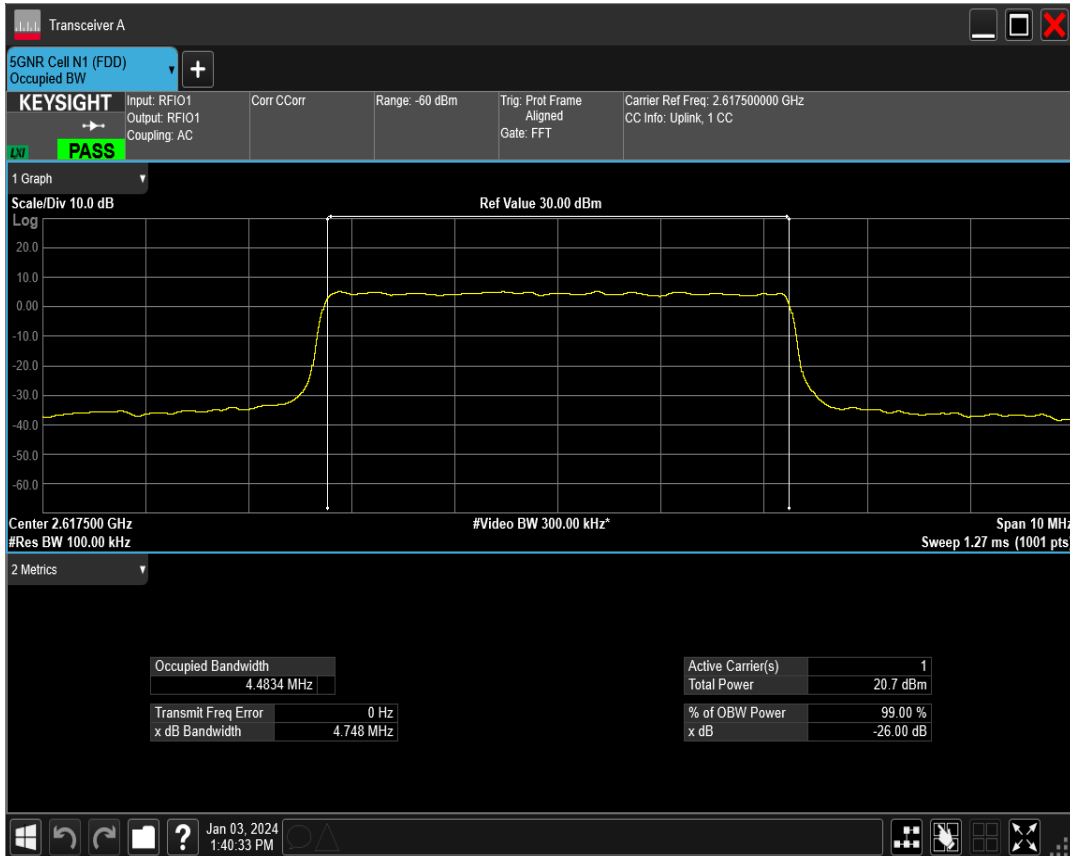 Transceiver A
5GNR Cell N1 (FDD)
Occupied BW
+
KEYSIGHT
LXI
PASS
Input: RFIO1
Output: RFIO1
Coupling: AC
Corr CCorr
Range: -60 dBm
Trig: Prot Frame
Aligned
Gate: FFT
Carrier Ref Freq: 2.617500000 GHz
CC Info: Uplink, 1 CC
1 Graph
Scale/Div 10.0 dB
Ref Value 30.00 dBm
Log
20.0
10.0
0.00
-10.0
-20.0
-30.0
-40.0
-50.0
-60.0
Center 2.617500 GHz
#Video BW 300.00 kHz*
Span 10 MHz
#Res BW 100.00 kHz
Sweep 1.27 ms (1001 pts)
2 Metrics
Occupied Bandwidth
4.4834 MHz
Transmit Freq Error 0 Hz
x dB Bandwidth 4.748 MHz
Active Carrier(s) 1
Total Power 20.7 dBm
% of OBW Power 99.00 %
x dB -26.00 dB
?
Jan 03, 2024
1:40:33 PM